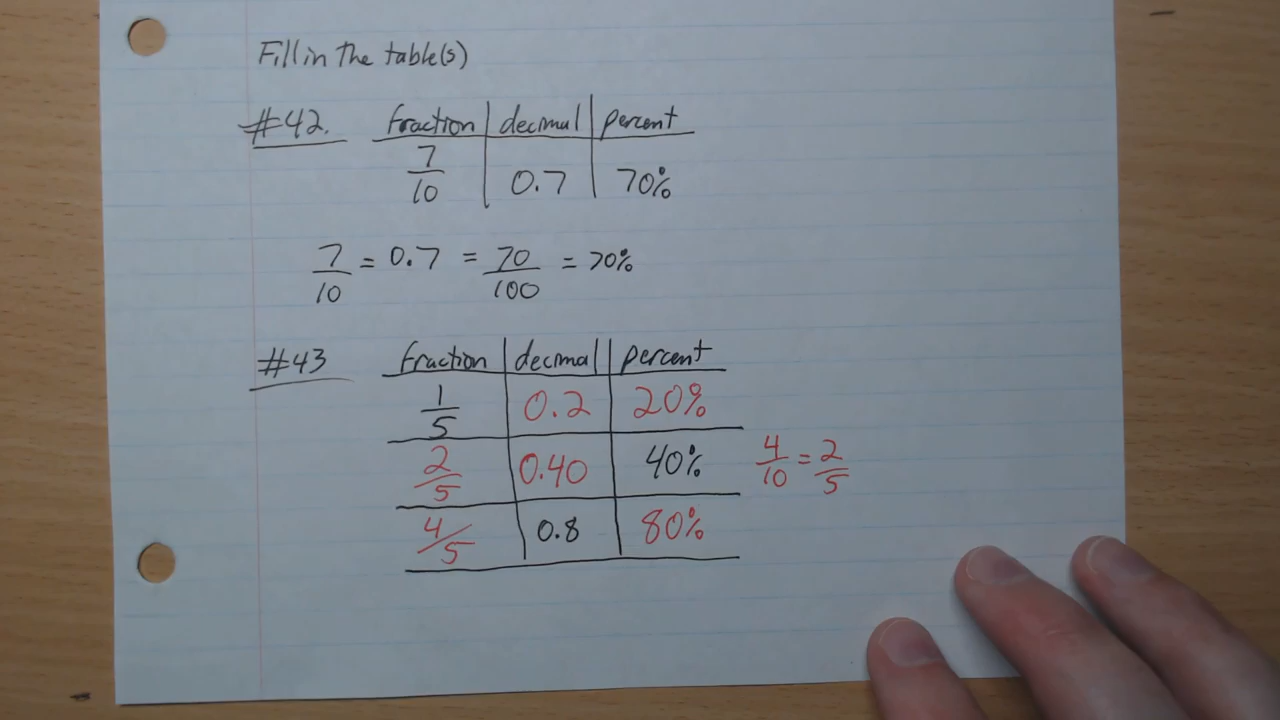 Fill in the table(s)
#42. fraction decimal percent
7/10 0.7 70%
7/10 = 0.7 = 70/100 = 70%
#43 fraction decimal percent
1/5 0.2 20%
2/5 0.40 40% 4/10 = 2/5
4/5 0.8 80%